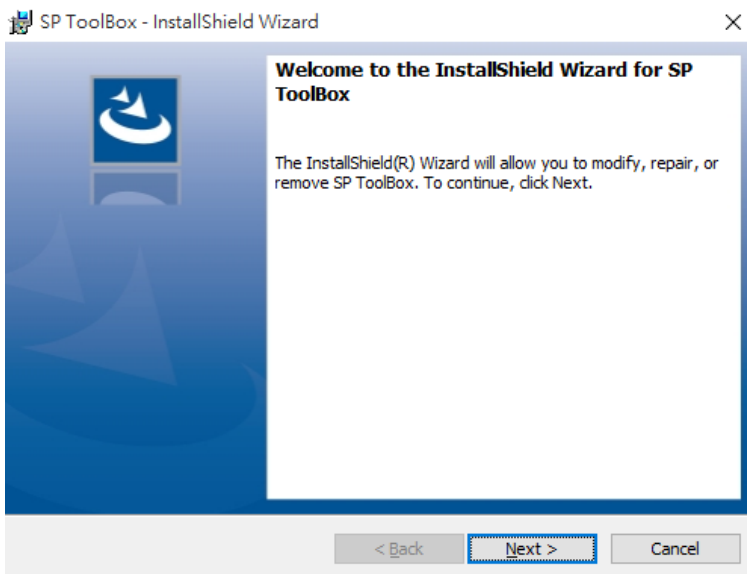 SP ToolBox - InstallShield Wizard
Welcome to the InstallShield Wizard for SP
ToolBox
The InstallShield(R) Wizard will allow you to modify, repair, or
remove SP ToolBox. To continue, click Next.
< Back Next > Cancel